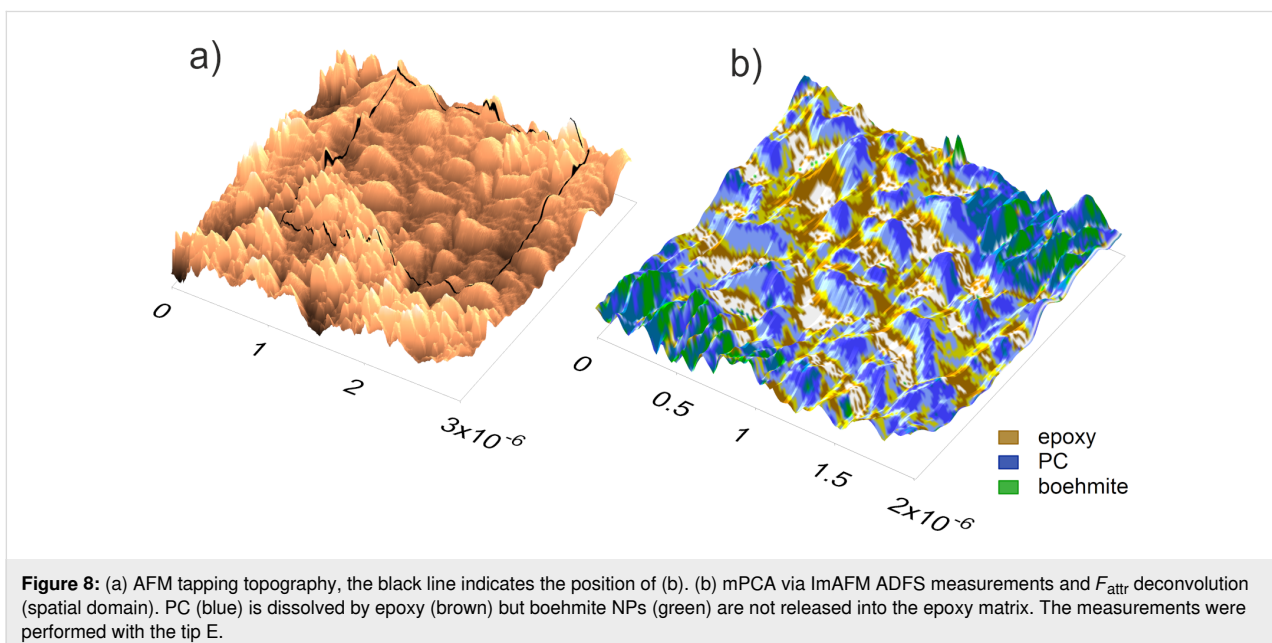 a)
b)
0
1
2
3x10⁻⁶
0
0.5
1
1.5
2x10⁻⁶
epoxy
PC
boehmite
Figure 8: (a) AFM tapping topography, the black line indicates the position of (b). (b) mPCA via ImAFM ADFS measurements and Fattr deconvolution
(spatial domain). PC (blue) is dissolved by epoxy (brown) but boehmite NPs (green) are not released into the epoxy matrix. The measurements were
performed with the tip E.